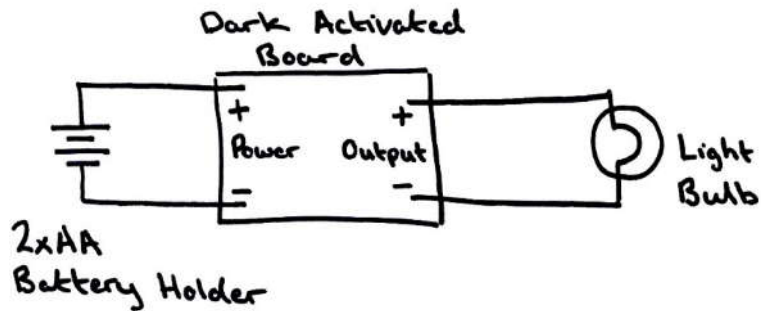 Dark Activated
Board
+
+
Power
Output
-
-
Light
Bulb
2xAA
Battery Holder